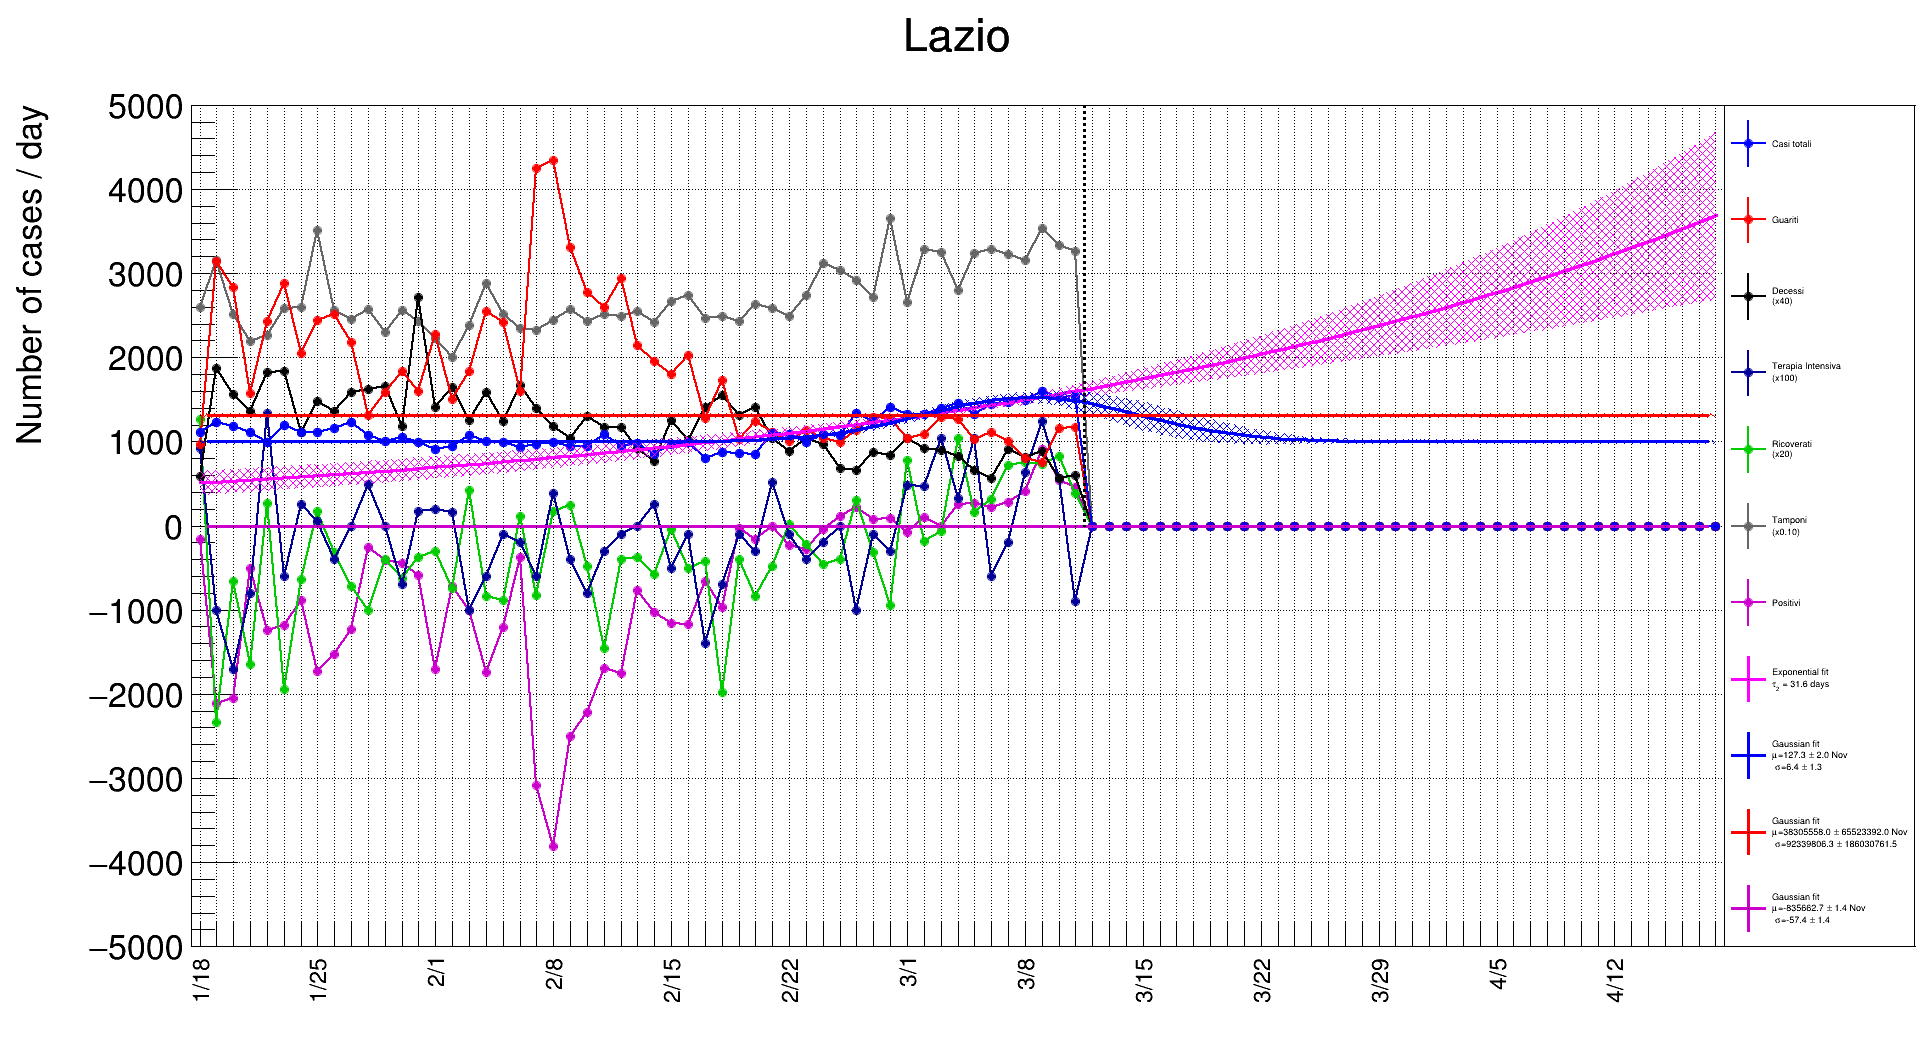 Lazio
Number of cases / day
5000
4000
3000
2000
1000
0
−1000
−2000
−3000
−4000
−5000
1/18
1/25
2/1
2/8
2/15
2/22
3/1
3/8
3/15
3/22
3/29
4/5
4/12
Casi totali
Guariti
Decessi
(x40)
Terapia Intensiva
(x100)
Ricoverati
(x20)
Tamponi
(x0.10)
Positivi
Exponential fit
τ2 = 31.6 days
Gaussian fit
μ=127.3 ± 2.0 Nov
σ=6.4 ± 1.3
Gaussian fit
μ=38305558.0 ± 65523392.0 Nov
σ=92339806.3 ± 186030761.5
Gaussian fit
μ=-835662.7 ± 1.4 Nov
σ=-57.4 ± 1.4